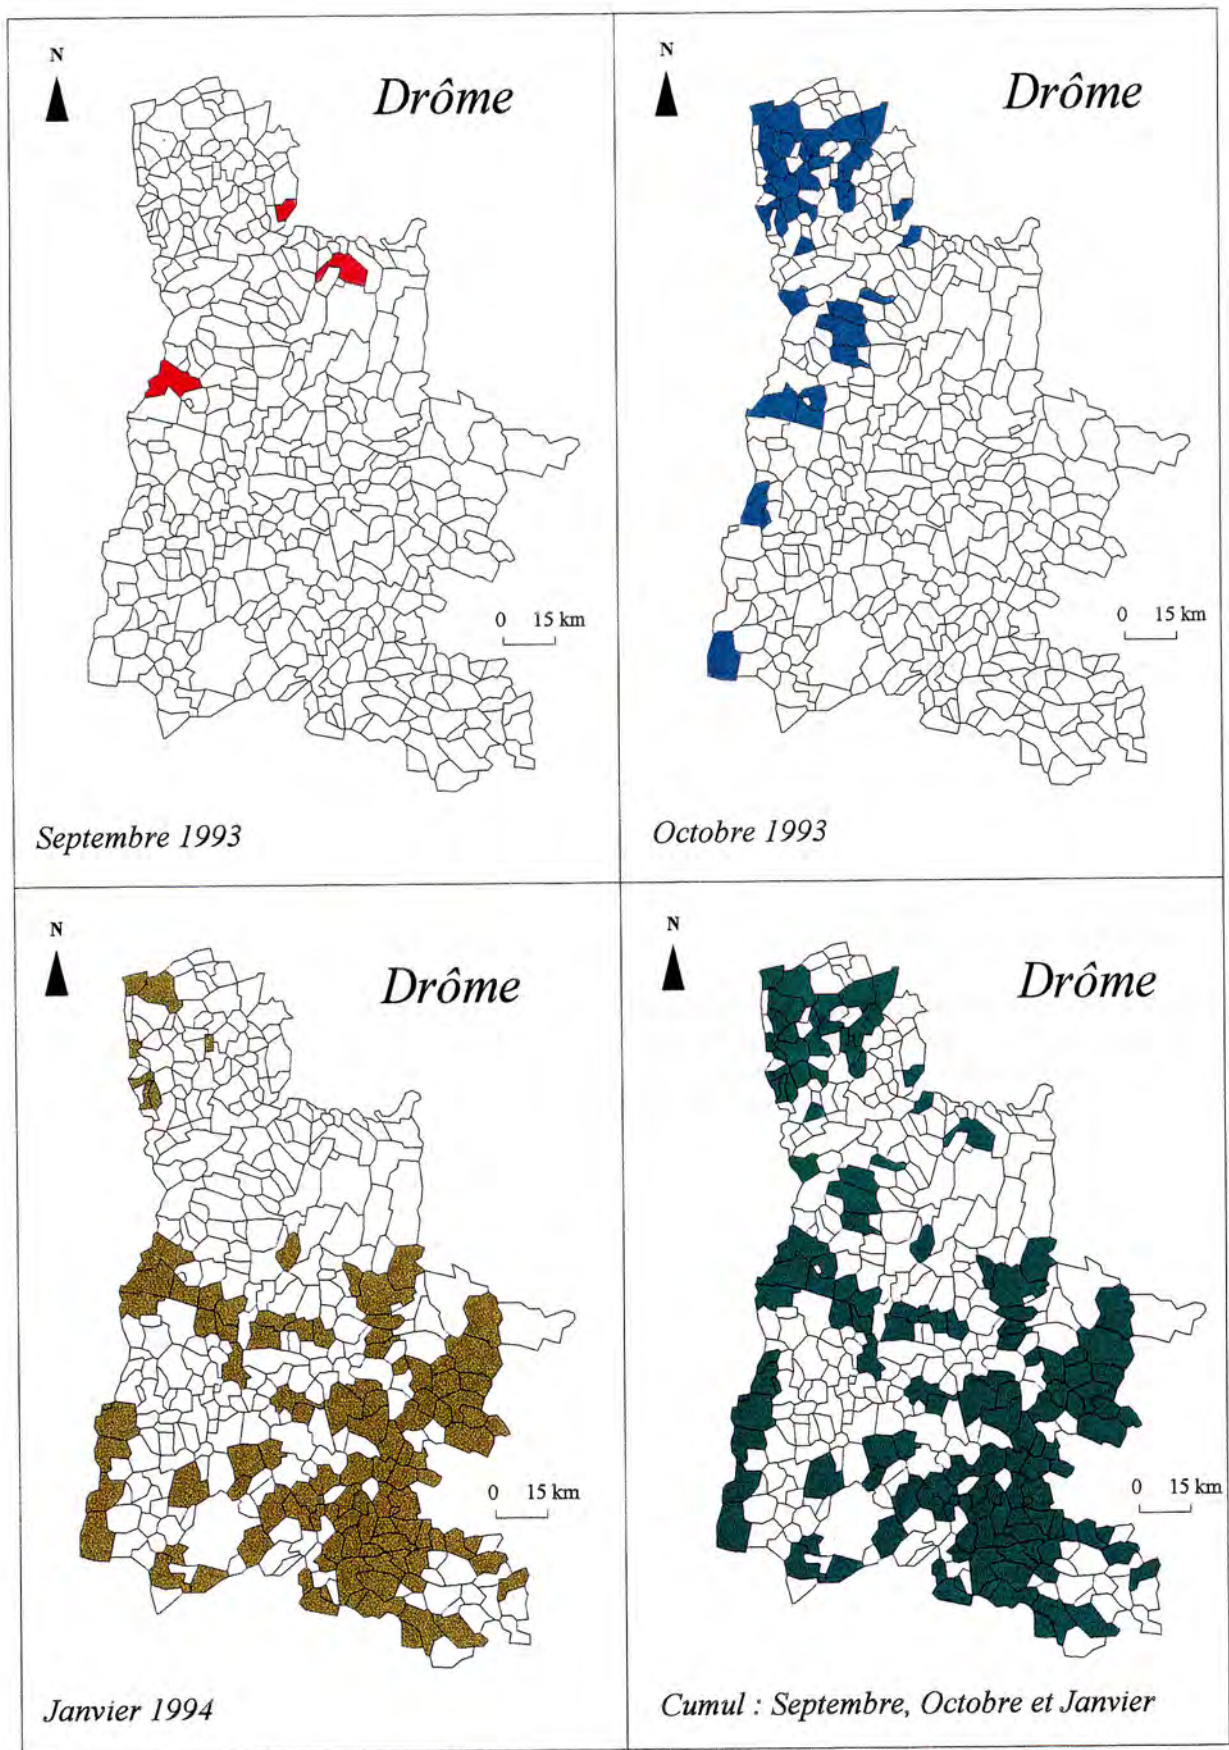 N
Drôme
0 15 km
Septembre 1993
N
Drôme
0 15 km
Octobre 1993
N
Drôme
0 15 km
Janvier 1994
N
Drôme
0 15 km
Cumul : Septembre, Octobre et Janvier